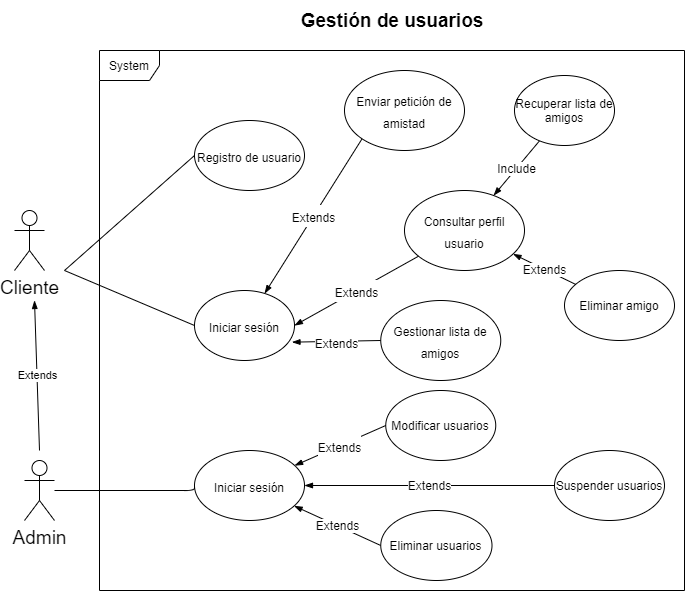 Gestión de usuarios
System
Enviar petición de
amistad
Recuperar lista de
amigos
Registro de usuario
Include
Extends
Consultar perfil
usuario
Cliente
Extends
Extends
Eliminar amigo
Iniciar sesión
Extends
Gestionar lista de
amigos
Extends
Modificar usuarios
Extends
Iniciar sesión
Extends
Suspender usuarios
Extends
Eliminar usuarios
Admin